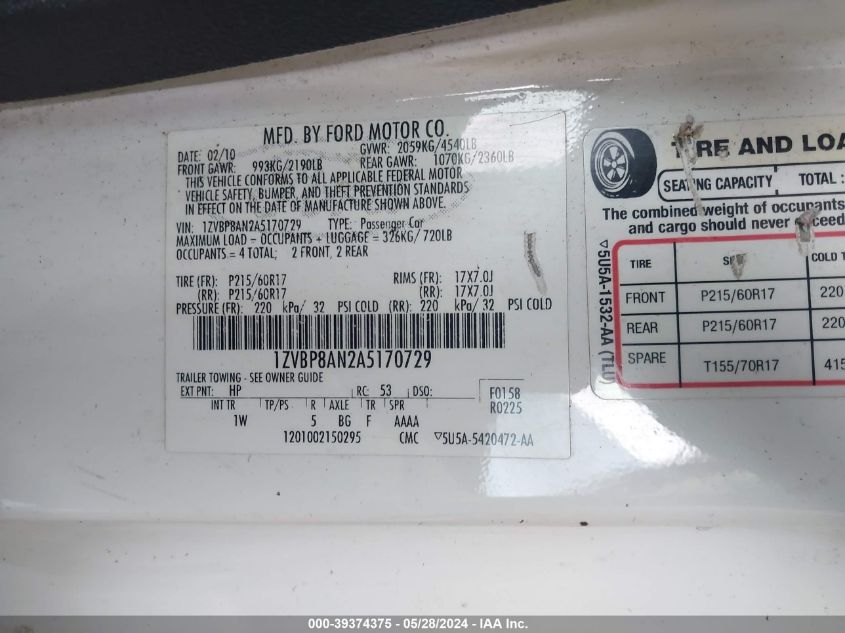 MFD. BY FORD MOTOR CO.
DATE: 02/10 GVWR: 2059KG/4540LB
FRONT GAWR: 993KG/2190LB REAR GAWR: 1070KG/2360LB
THIS VEHICLE CONFORMS TO ALL APPLICABLE FEDERAL MOTOR
VEHICLE SAFETY, BUMPER, AND THEFT PREVENTION STANDARDS
IN EFFECT ON THE DATE OF MANUFACTURE SHOWN ABOVE.
VIN: 1ZVBP8AN2A5170729 TYPE: Passenger Car
MAXIMUM LOAD = OCCUPANTS + LUGGAGE = 326KG/720LB
OCCUPANTS = 4 TOTAL; 2 FRONT, 2 REAR
TIRE (FR): P215/60R17 RIMS (FR): 17X7.0J
(RR): P215/60R17 (RR): 17X7.0J
PRESSURE (FR): 220 kPa/ 32 PSI COLD (RR): 220 kPa/ 32 PSI COLD
1ZVBP8AN2A5170729
TRAILER TOWING - SEE OWNER GUIDE
EXT PNT: HP RC: 53 DSO: F0158
INT TR TP/PS R AXLE TR SPR R0225
1W 5 BG F AAAA
1201002150295 CMC ▽5U5A-5420472-AA
TIRE AND LOA
SEATING CAPACITY TOTAL :
The combined weight of occupants
and cargo should never exceed
▽5U5A-1532-AA (TLU)
TIRE SIZE COLD T
FRONT P215/60R17 220
REAR P215/60R17 220
SPARE T155/70R17 415
000-39374375 - 05/28/2024 - IAA Inc.